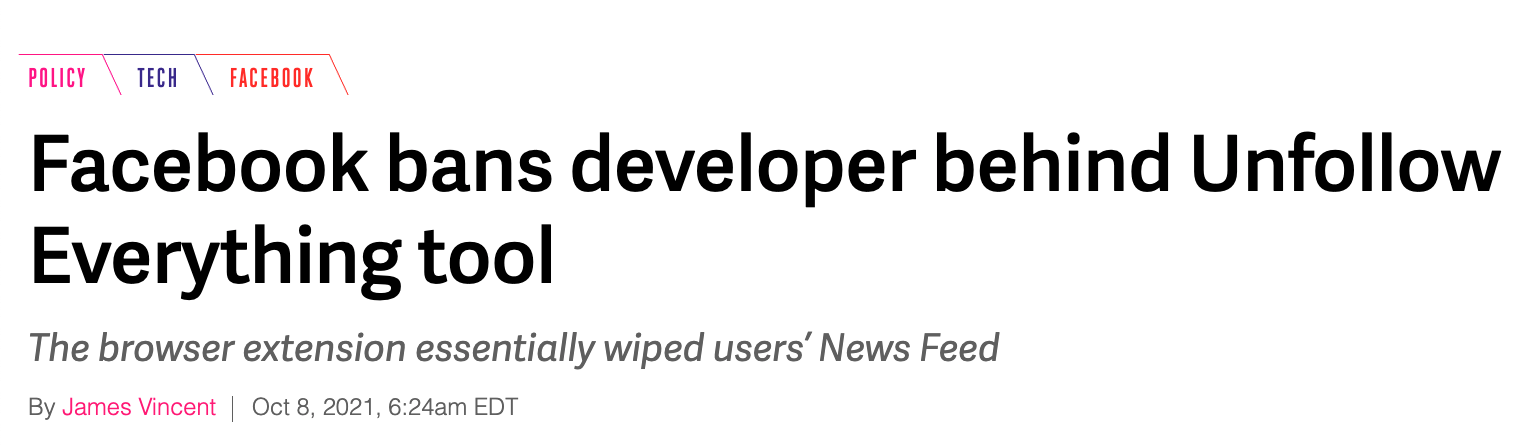 POLICY TECH FACEBOOK
Facebook bans developer behind Unfollow
Everything tool
The browser extension essentially wiped users’ News Feed
By James Vincent | Oct 8, 2021, 6:24am EDT